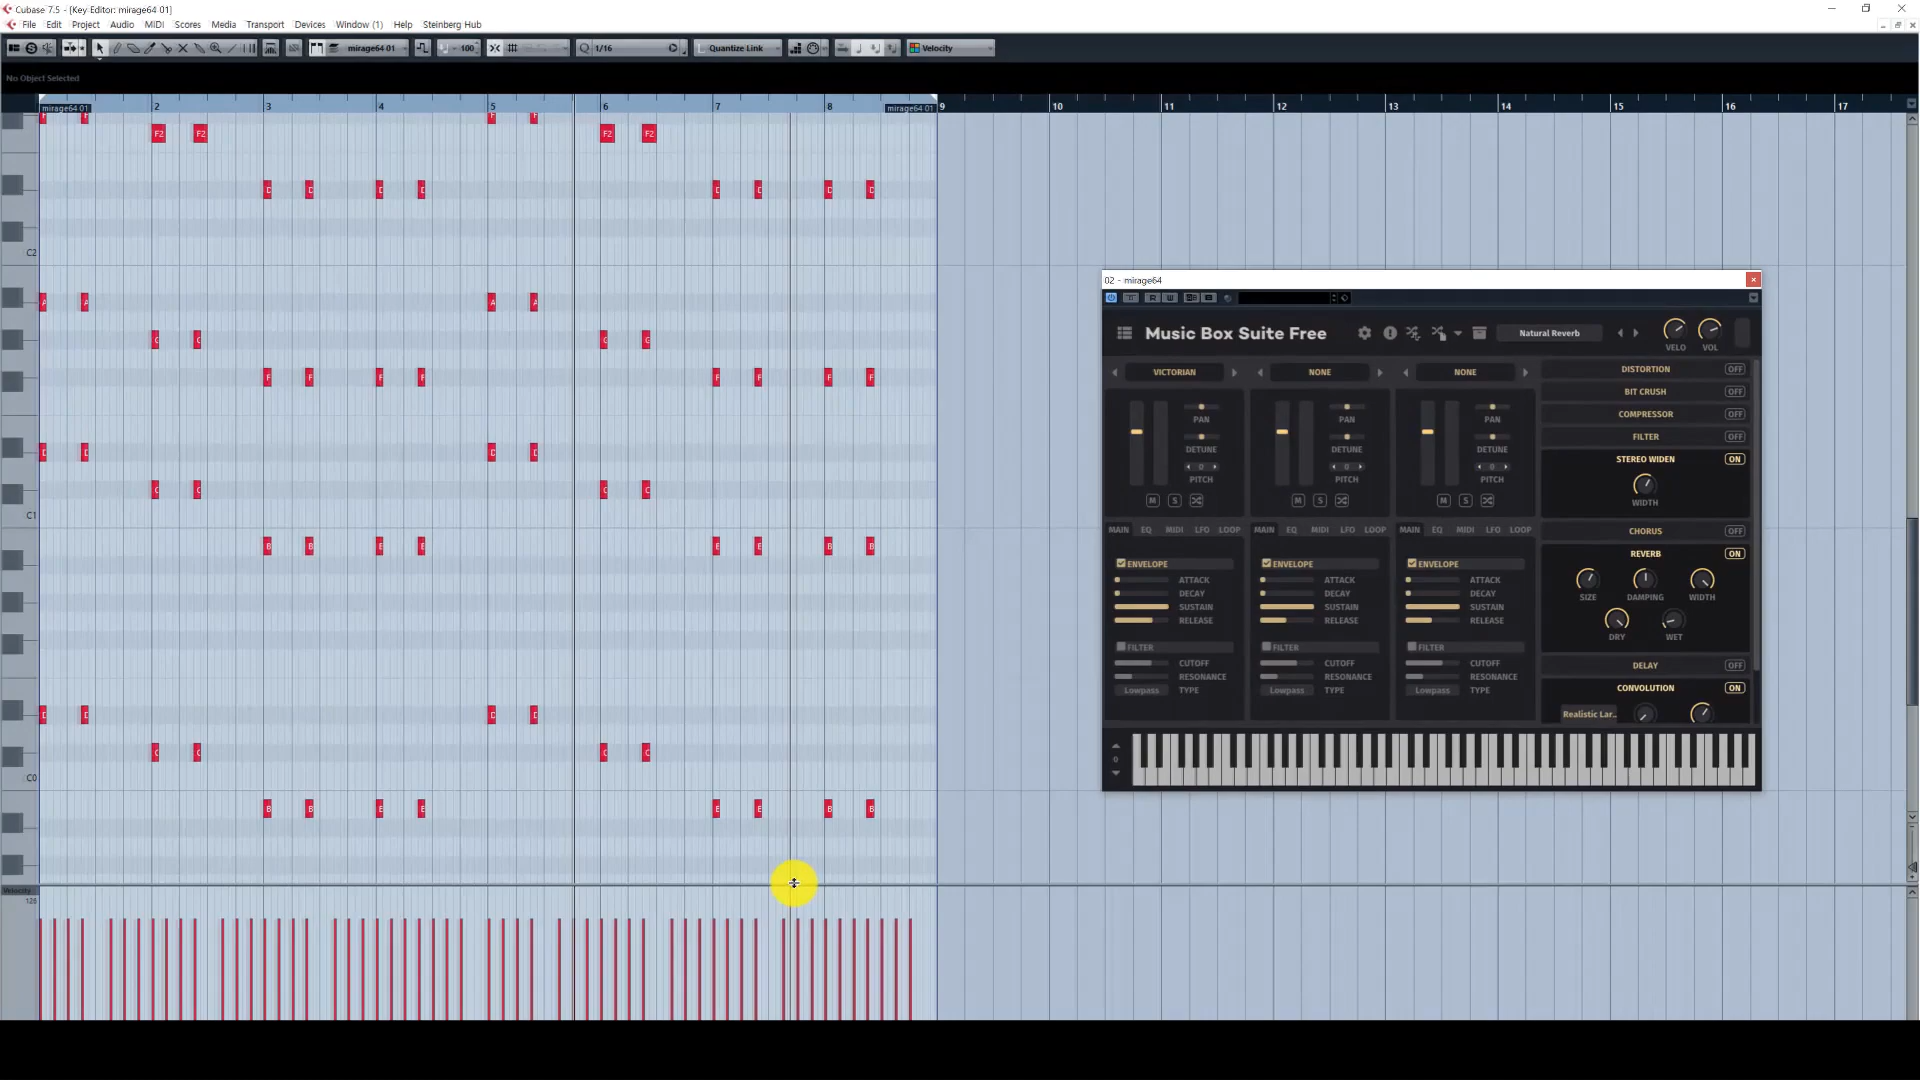 Cubase 7.5 - [Key Editor: mirage64 01]
File Edit Project Audio MIDI Scores Media Transport Devices Window (1) Help Steinberg Hub
mirage64 01 100 1/16 Quantize Link Velocity
No Object Selected
mirage64 01 2 3 4 5 6 7 8 mirage64 01 9 10 11 12 13 14 15 16 17
F2 F2 F2 F2
D D D D D D D D
C2
A A A A
F F F F F F F F
C1
C0
Velocity
02 - mirage64
R W
Music Box Suite Free
Natural Reverb
VELO VOL
VICTORIAN NONE NONE
PAN PAN PAN
DETUNE DETUNE DETUNE
0 0 0
PITCH PITCH PITCH
M S M S M S
MAIN EQ MIDI LFO LOOP MAIN EQ MIDI LFO LOOP MAIN EQ MIDI LFO LOOP
ENVELOPE ENVELOPE ENVELOPE
ATTACK ATTACK ATTACK
DECAY DECAY DECAY
SUSTAIN SUSTAIN SUSTAIN
RELEASE RELEASE RELEASE
FILTER FILTER FILTER
CUTOFF CUTOFF CUTOFF
RESONANCE RESONANCE RESONANCE
Lowpass TYPE Lowpass TYPE Lowpass TYPE
DISTORTION OFF
BIT CRUSH OFF
COMPRESSOR OFF
FILTER OFF
STEREO WIDEN ON
WIDTH
CHORUS OFF
REVERB ON
SIZE DAMPING WIDTH
DRY WET
DELAY OFF
CONVOLUTION ON
Realistic Lar..
0